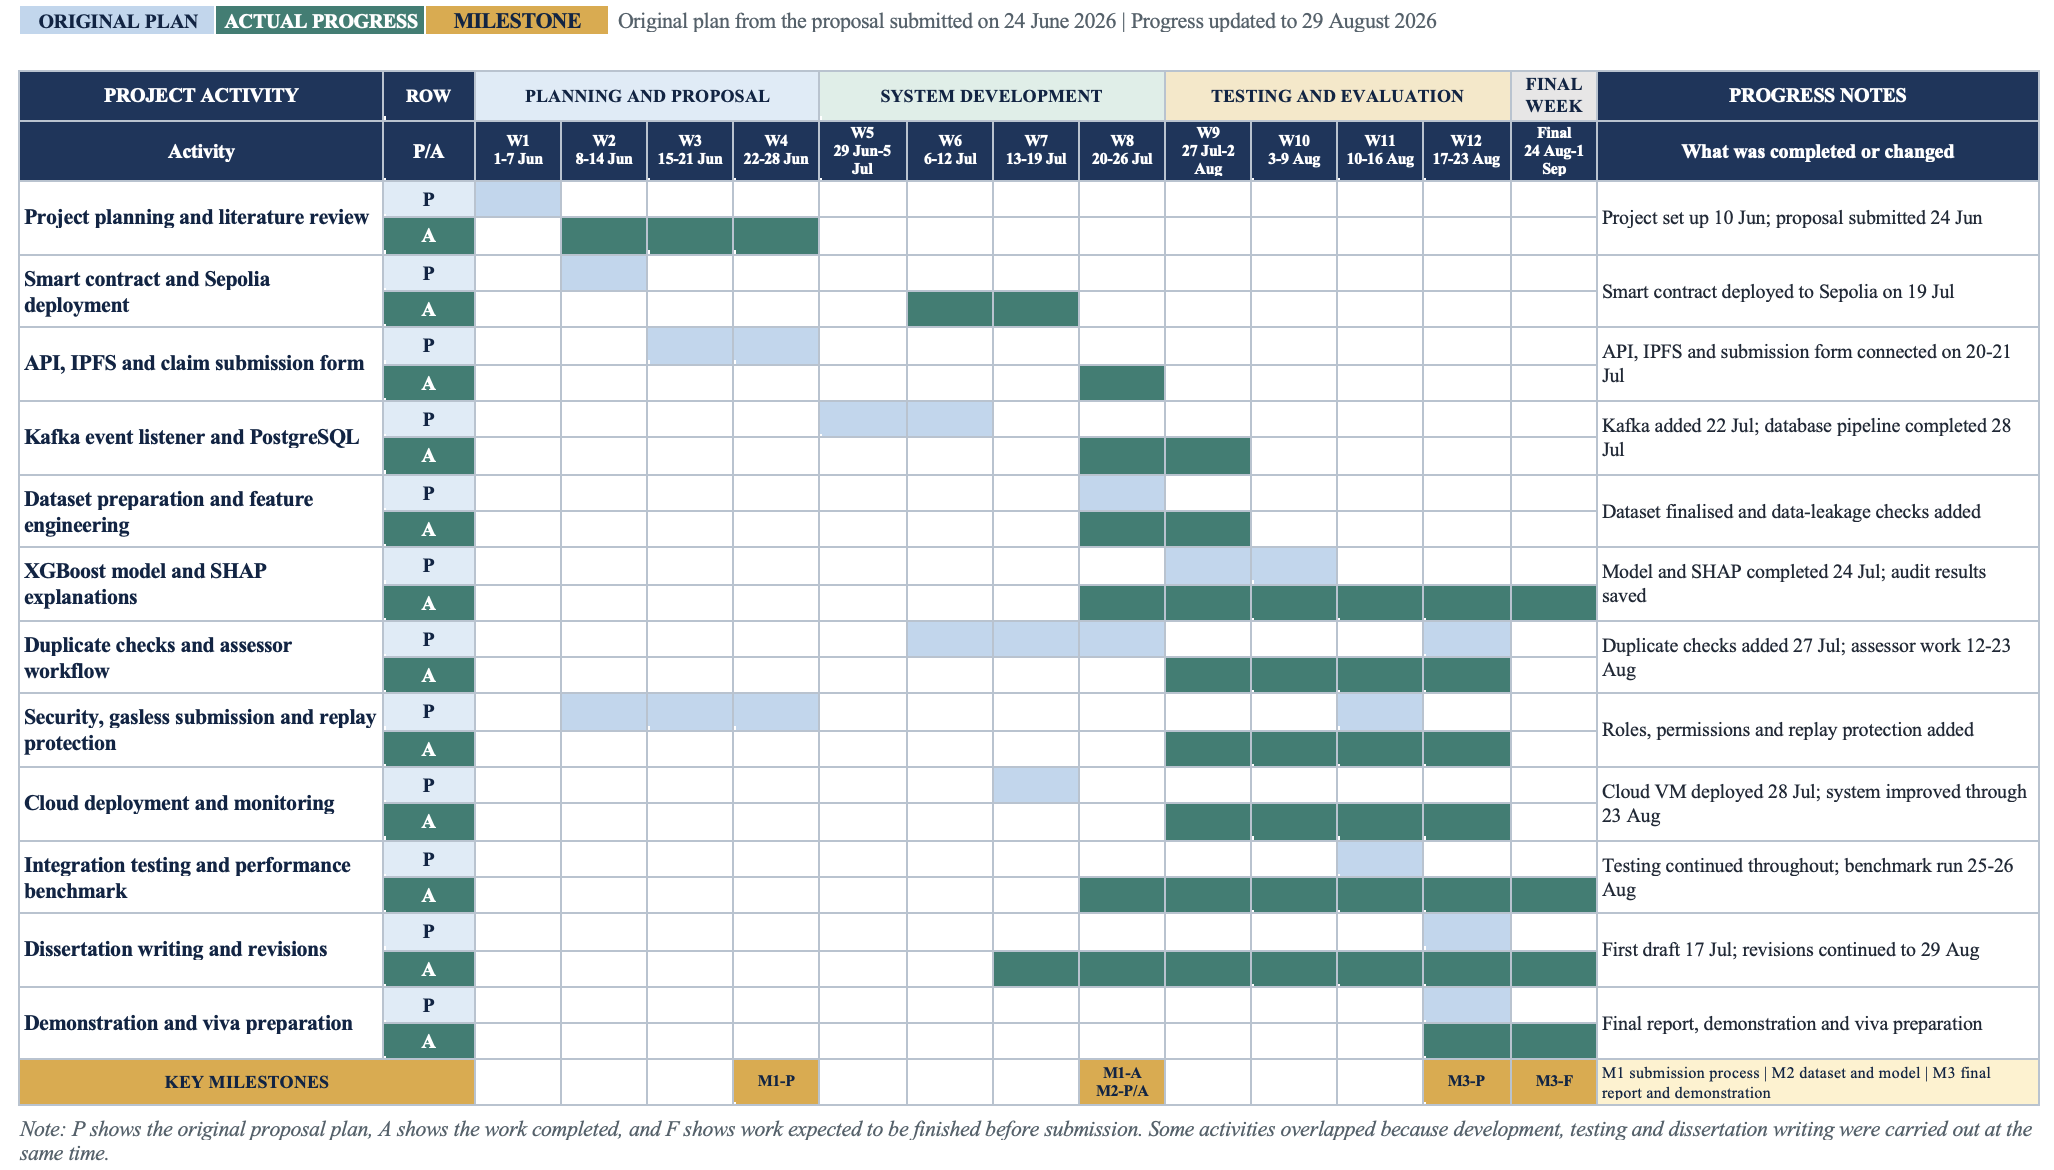 ORIGINAL PLAN ACTUAL PROGRESS MILESTONE Original plan from the proposal submitted on 24 June 2026 | Progress updated to 29 August 2026
PROJECT ACTIVITY ROW PLANNING AND PROPOSAL SYSTEM DEVELOPMENT TESTING AND EVALUATION FINAL WEEK PROGRESS NOTES
Activity P/A W1 1-7 Jun W2 8-14 Jun W3 15-21 Jun W4 22-28 Jun W5 29 Jun-5 Jul W6 6-12 Jul W7 13-19 Jul W8 20-26 Jul W9 27 Jul-2 Aug W10 3-9 Aug W11 10-16 Aug W12 17-23 Aug Final 24 Aug-1 Sep What was completed or changed
Project planning and literature review
P
A
Project set up 10 Jun; proposal submitted 24 Jun
Smart contract and Sepolia
deployment
P
A
Smart contract deployed to Sepolia on 19 Jul
API, IPFS and claim submission form
P
A
API, IPFS and submission form connected on 20-21
Jul
Kafka event listener and PostgreSQL
P
A
Kafka added 22 Jul; database pipeline completed 28
Jul
Dataset preparation and feature
engineering
P
A
Dataset finalised and data-leakage checks added
XGBoost model and SHAP
explanations
P
A
Model and SHAP completed 24 Jul; audit results
saved
Duplicate checks and assessor
workflow
P
A
Duplicate checks added 27 Jul; assessor work 12-23
Aug
Security, gasless submission and replay
protection
P
A
Roles, permissions and replay protection added
Cloud deployment and monitoring
P
A
Cloud VM deployed 28 Jul; system improved through
23 Aug
Integration testing and performance
benchmark
P
A
Testing continued throughout; benchmark run 25-26
Aug
Dissertation writing and revisions
P
A
First draft 17 Jul; revisions continued to 29 Aug
Demonstration and viva preparation
P
A
Final report, demonstration and viva preparation
KEY MILESTONES
M1-P
M1-A
M2-P/A
M3-P
M3-F
M1 submission process | M2 dataset and model | M3 final
report and demonstration
Note: P shows the original proposal plan, A shows the work completed, and F shows work expected to be finished before submission. Some activities overlapped because development, testing and dissertation writing were carried out at the
same time.